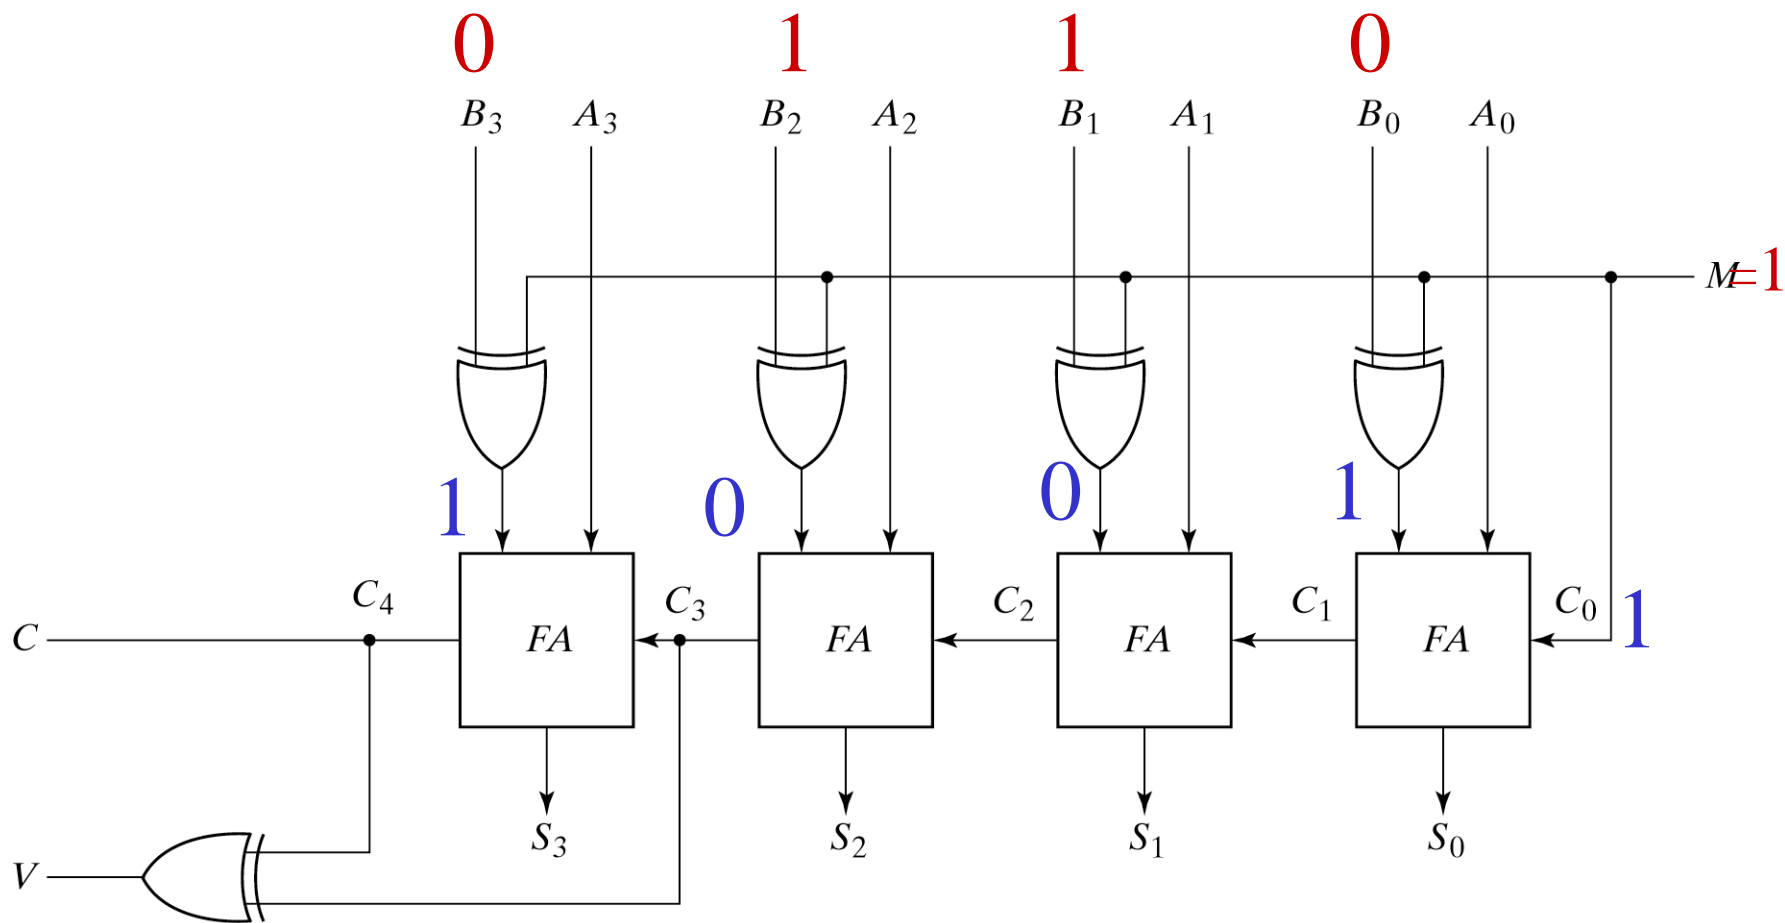 0 1 1 0
B3 A3 B2 A2 B1 A1 B0 A0
M=1
1 0 0 1
C4 C3 C2 C1 C0 1
C FA FA FA FA
S3 S2 S1 S0
V